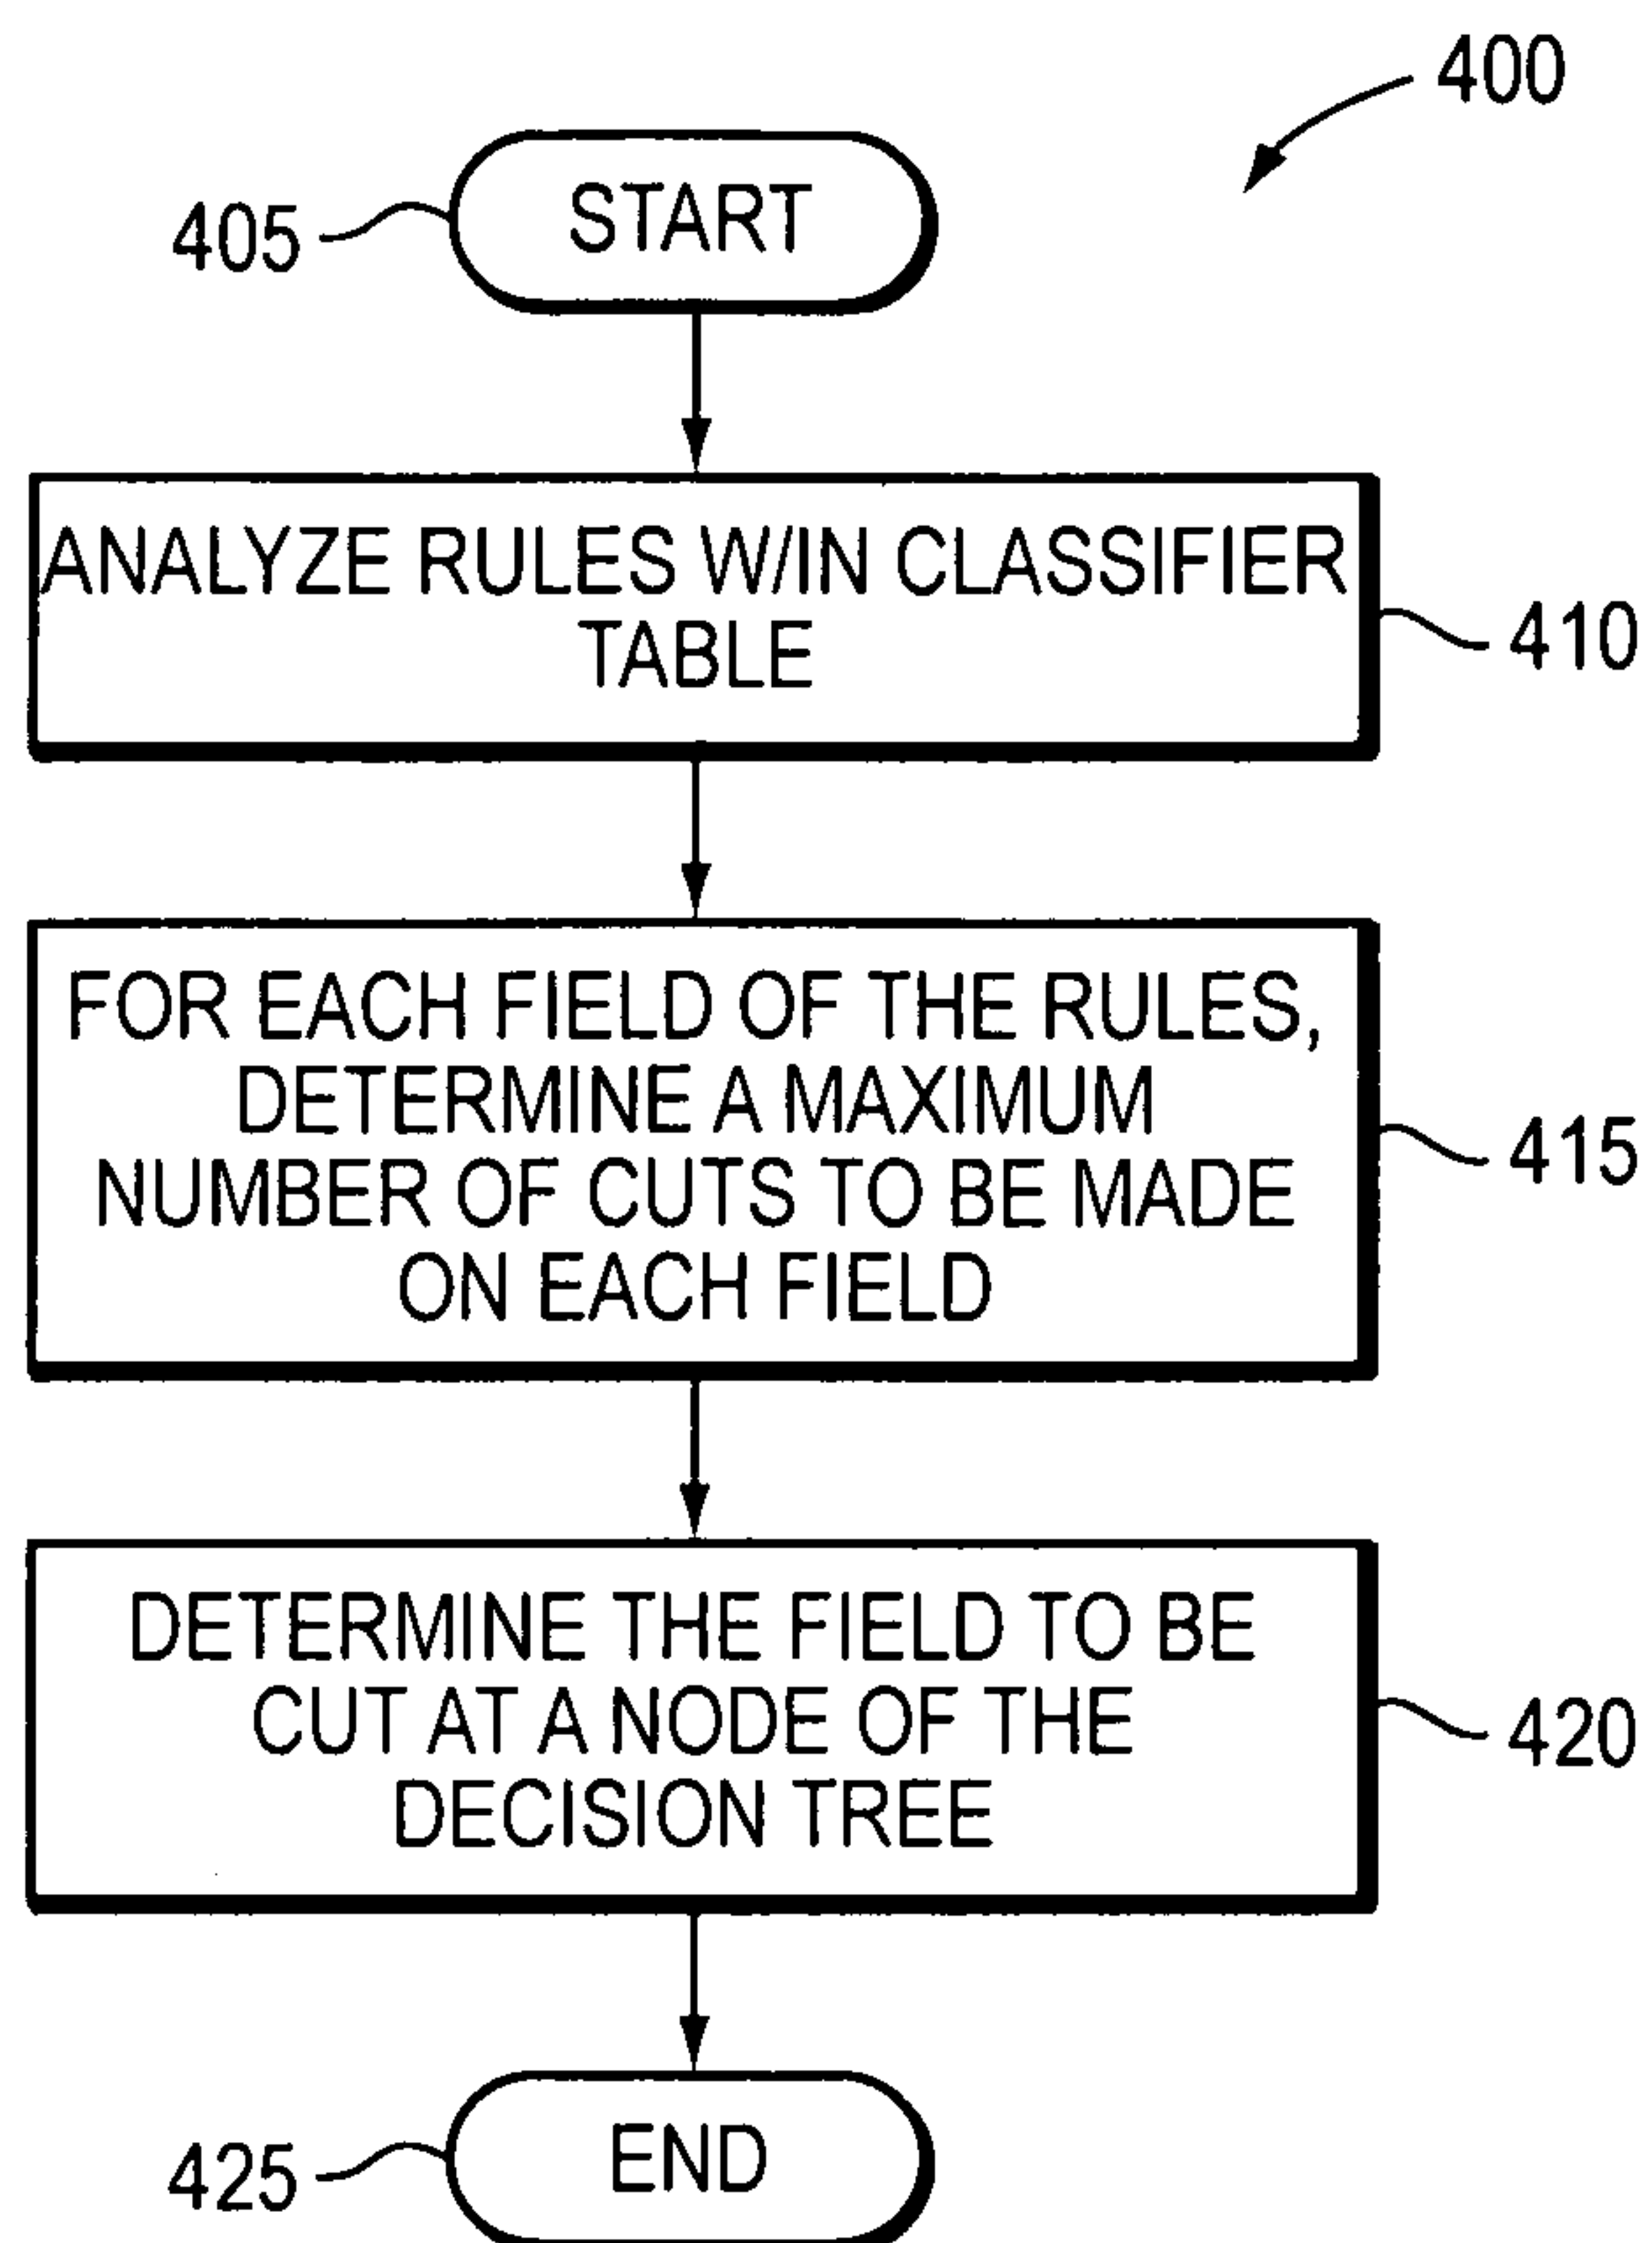 400
405
START
ANALYZE RULES W/IN CLASSIFIER
TABLE
410
FOR EACH FIELD OF THE RULES,
DETERMINE A MAXIMUM
NUMBER OF CUTS TO BE MADE
ON EACH FIELD
415
DETERMINE THE FIELD TO BE
CUT AT A NODE OF THE
DECISION TREE
420
425
END